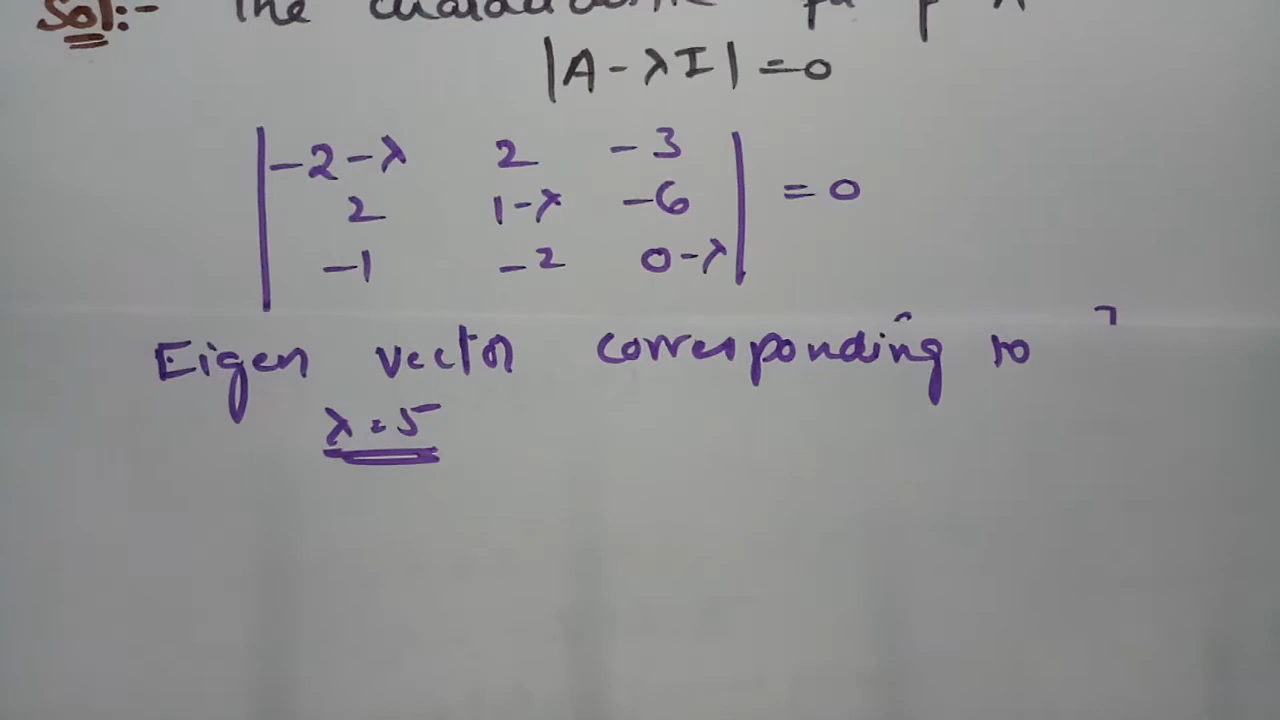 Sol:- The
|A - λI| = 0
| -2-λ 2 -3 |
| 2 1-λ -6 | = 0
| -1 -2 0-λ |
Eigen vector corresponding to
λ = 5